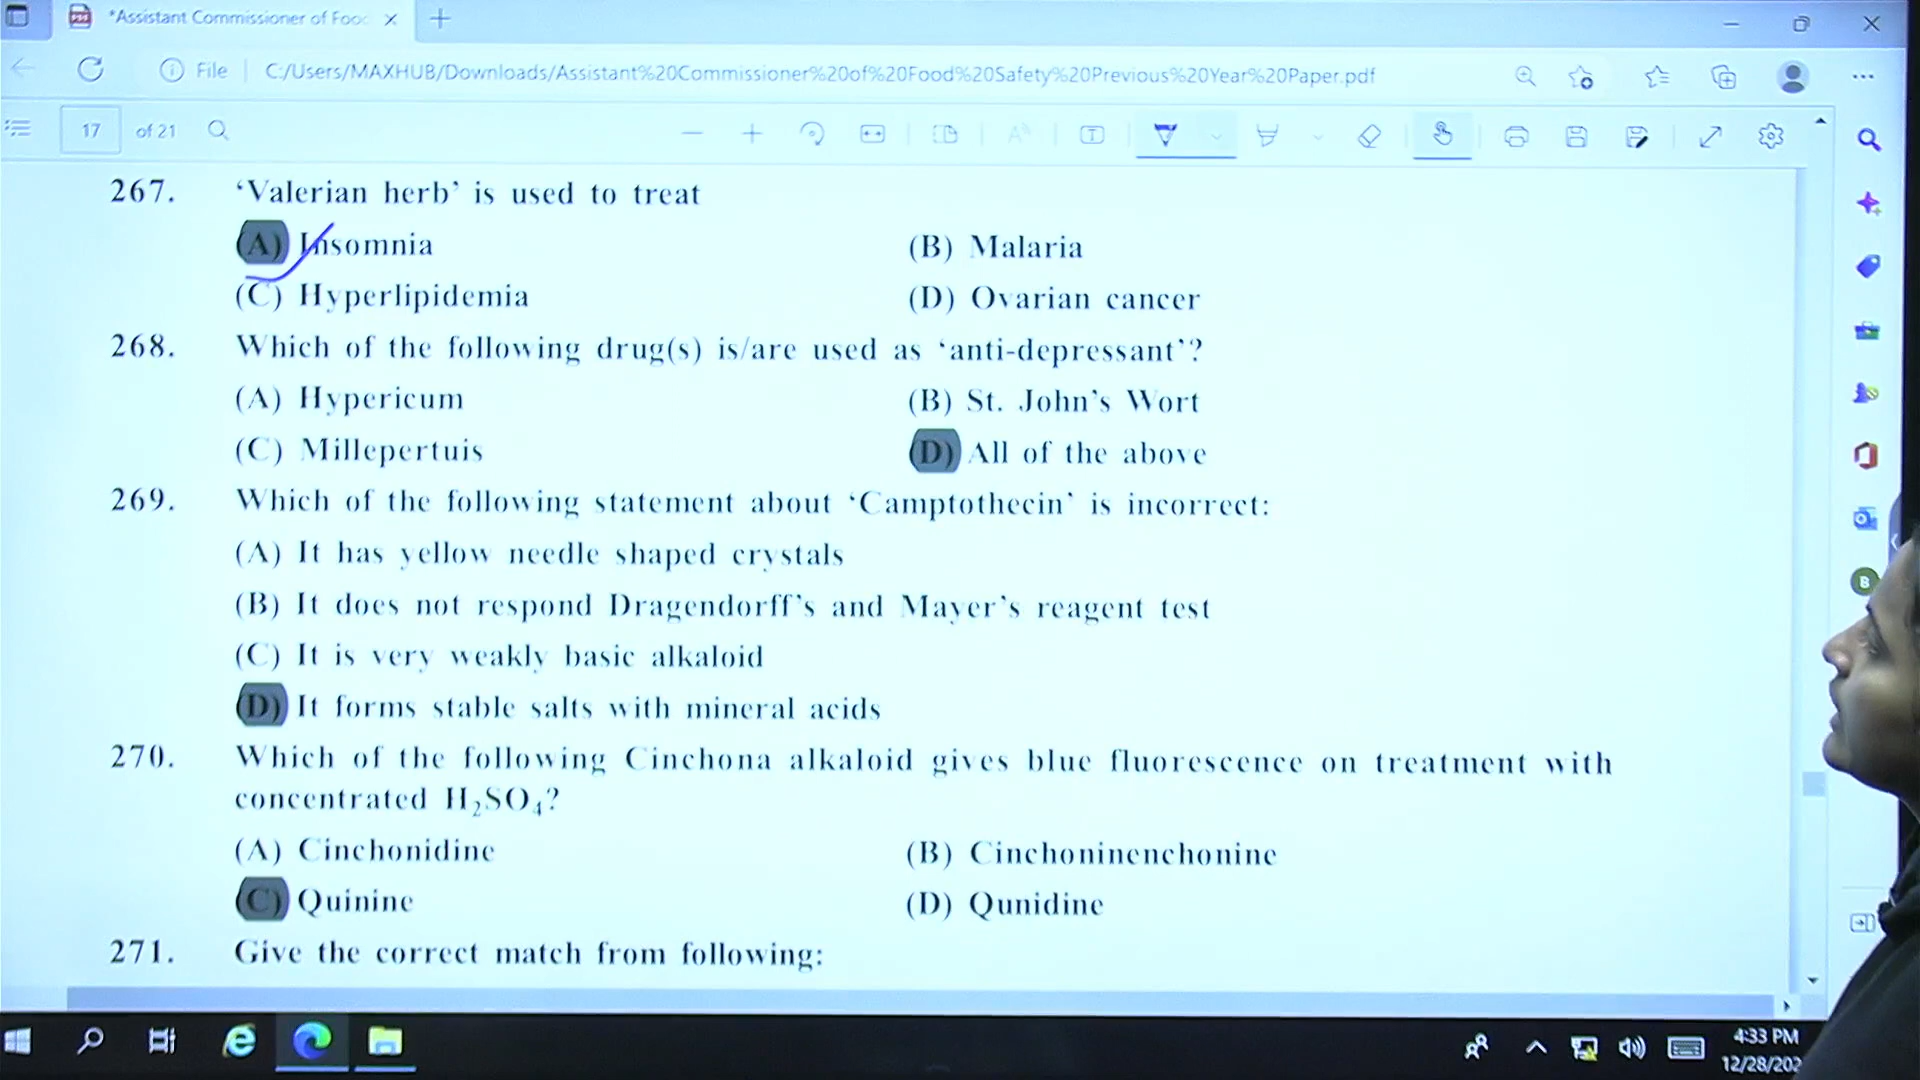 *Assistant Commissioner of Foo
File
C:/Users/MAXHUB/Downloads/Assistant%20Commissioner%20of%20Food%20Safety%20Previous%20Year%20Paper.pdf
17 of 21
267. ‘Valerian herb’ is used to treat
(A) Insomnia
(B) Malaria
(C) Hyperlipidemia
(D) Ovarian cancer
268. Which of the following drug(s) is/are used as ‘anti-depressant’?
(A) Hypericum
(B) St. John’s Wort
(C) Millepertuis
(D) All of the above
269. Which of the following statement about ‘Camptothecin’ is incorrect:
(A) It has yellow needle shaped crystals
(B) It does not respond Dragendorff’s and Mayer’s reagent test
(C) It is very weakly basic alkaloid
(D) It forms stable salts with mineral acids
270. Which of the following Cinchona alkaloid gives blue fluorescence on treatment with
concentrated H₂SO₄?
(A) Cinchonidine
(B) Cinchoninenchonine
(C) Quinine
(D) Qunidine
271. Give the correct match from following:
4:33 PM
12/28/202